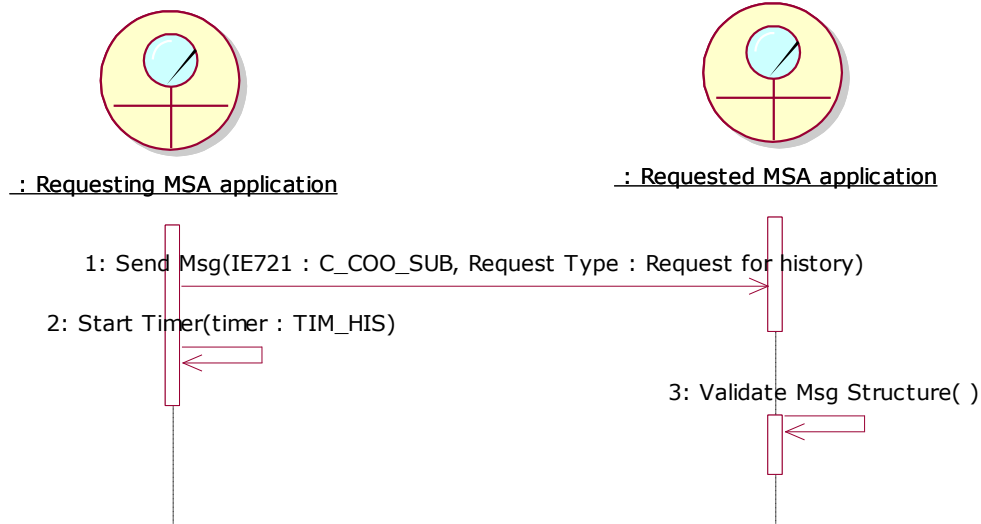 : Requesting MSA application
: Requested MSA application
1: Send Msg(IE721 : C_COO_SUB, Request Type : Request for history)
2: Start Timer(timer : TIM_HIS)
3: Validate Msg Structure( )